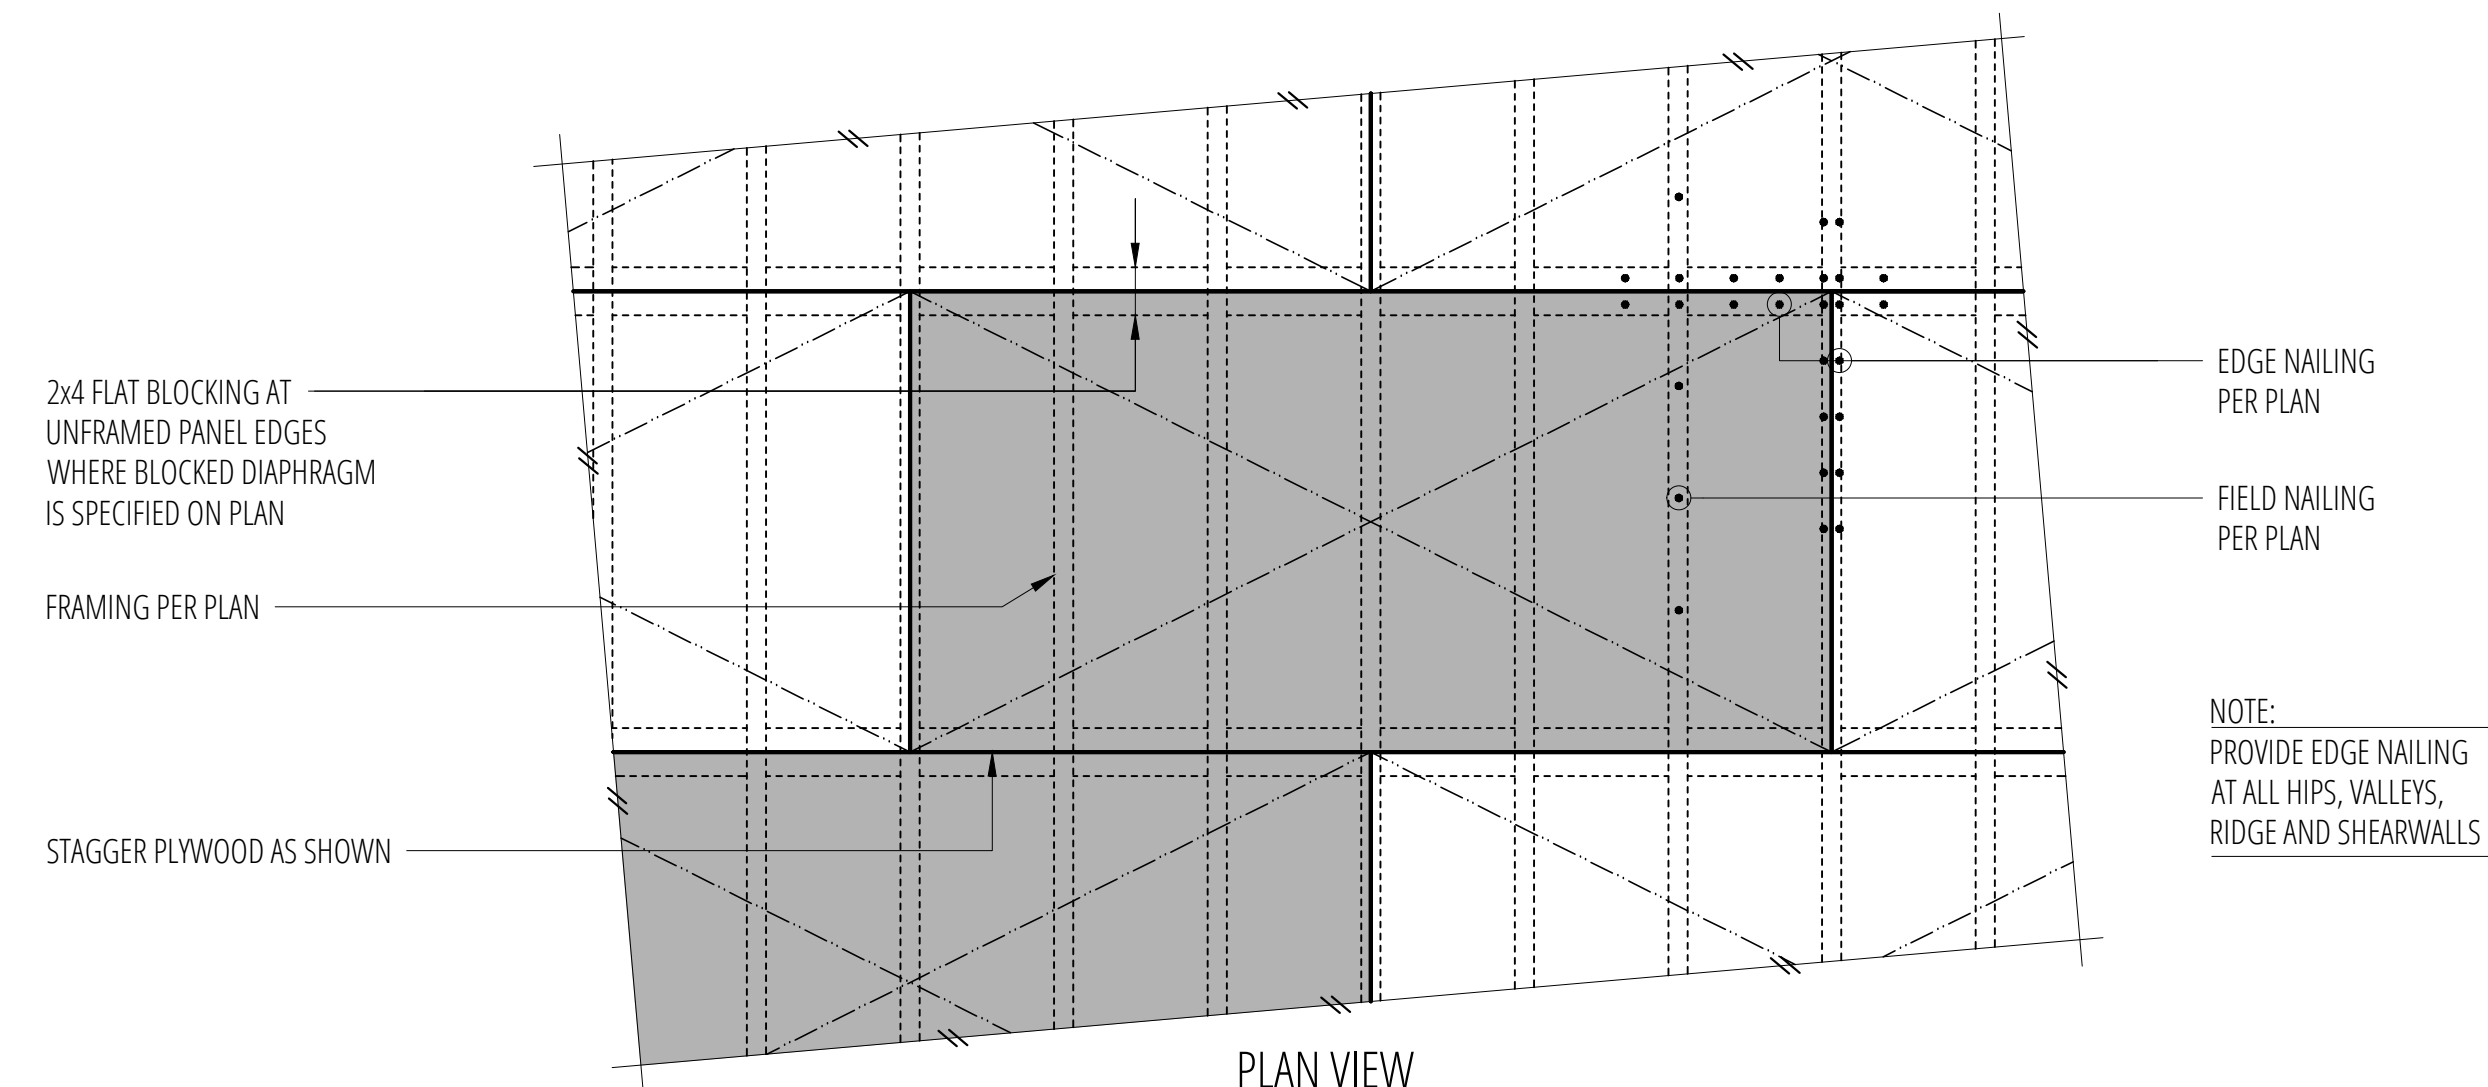 2x4 FLAT BLOCKING AT
UNFRAMED PANEL EDGES
WHERE BLOCKED DIAPHRAGM
IS SPECIFIED ON PLAN
FRAMING PER PLAN
STAGGER PLYWOOD AS SHOWN
EDGE NAILING
PER PLAN
FIELD NAILING
PER PLAN
NOTE:
PROVIDE EDGE NAILING
AT ALL HIPS, VALLEYS,
RIDGE AND SHEARWALLS
PLAN VIEW